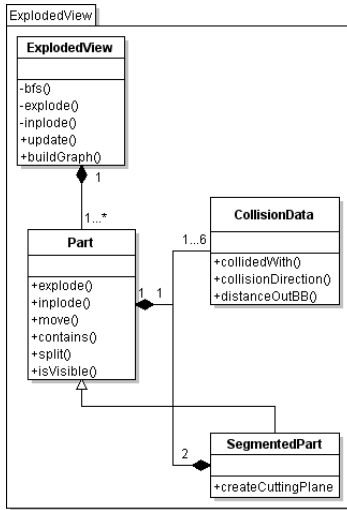 ExplodedView
ExplodedView
-bfs()
-explode()
-inplode()
+update()
+buildGraph()
1
1...*
Part
+explode()
+inplode()
+move()
+contains()
+split()
+isVisible()
1
1
1...6
CollisionData
+collidedWith()
+collisionDirection()
+distanceOutBB()
2
SegmentedPart
+createCuttingPlane